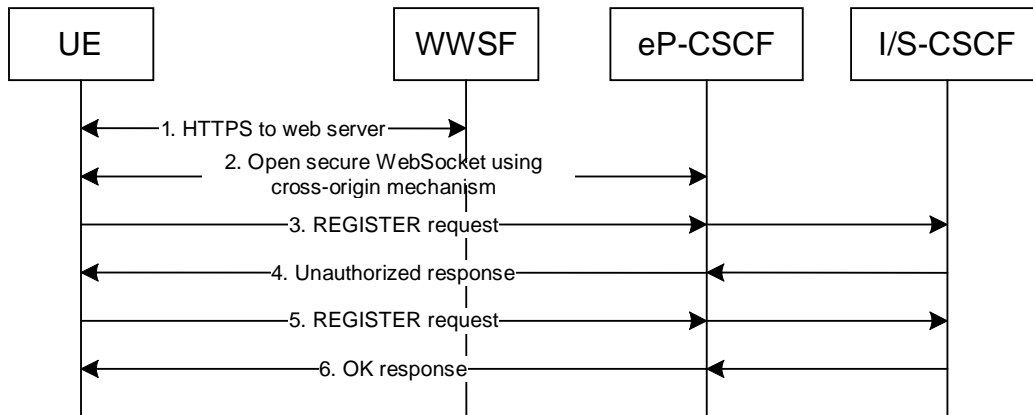 UE
WWSF
eP-CSCF
I/S-CSCF
1. HTTPS to web server
2. Open secure WebSocket using
cross-origin mechanism
3. REGISTER request
4. Unauthorized response
5. REGISTER request
6. OK response